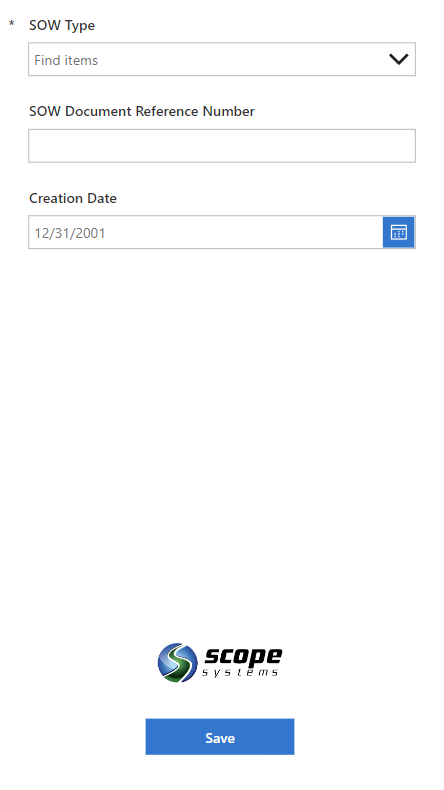 * SOW Type
Find items
SOW Document Reference Number
Creation Date
12/31/2001
scope
systems
Save